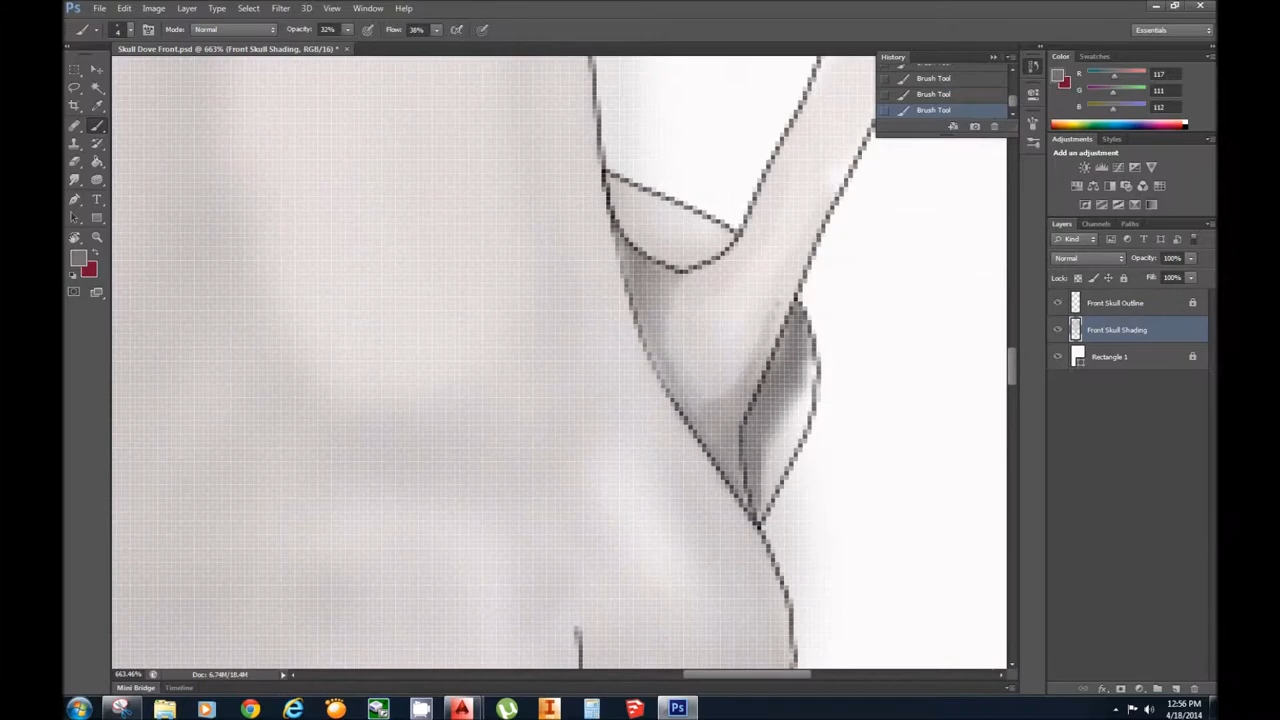 Ps File Edit Image Layer Type Select Filter 3D View Window Help
4 Mode: Normal Opacity: 32% Flow: 38% Essentials
Skull Dove Front.psd @ 663% (Front Skull Shading, RGB/16) * ×
History
Brush Tool
Brush Tool
Brush Tool
Color Swatches
R 117
G 111
B 112
Adjustments Styles
Add an adjustment
Layers Channels Paths
Kind
Normal Opacity: 100%
Lock: Fill: 100%
Front Skull Outline
Front Skull Shading
Rectangle 1
663.46% Doc: 6.74M/18.4M
Mini Bridge Timeline
12:56 PM
4/18/2014